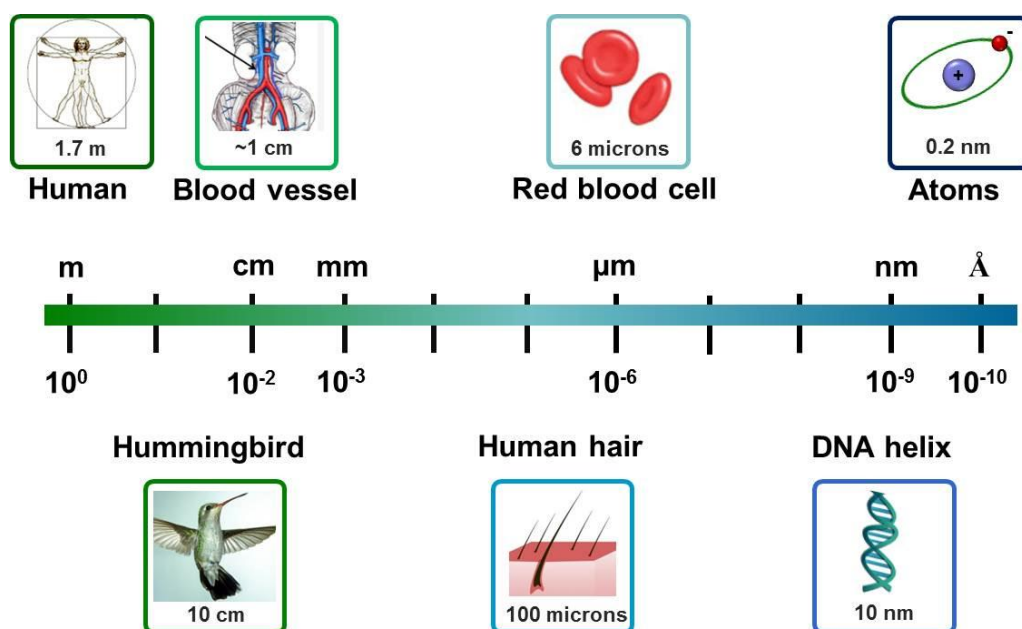 1.7 m
Human
~1 cm
Blood vessel
6 microns
Red blood cell
-
+
0.2 nm
Atoms
m cm mm µm nm Å
10⁰ 10⁻² 10⁻³ 10⁻⁶ 10⁻⁹ 10⁻¹⁰
Hummingbird
10 cm
Human hair
100 microns
DNA helix
10 nm